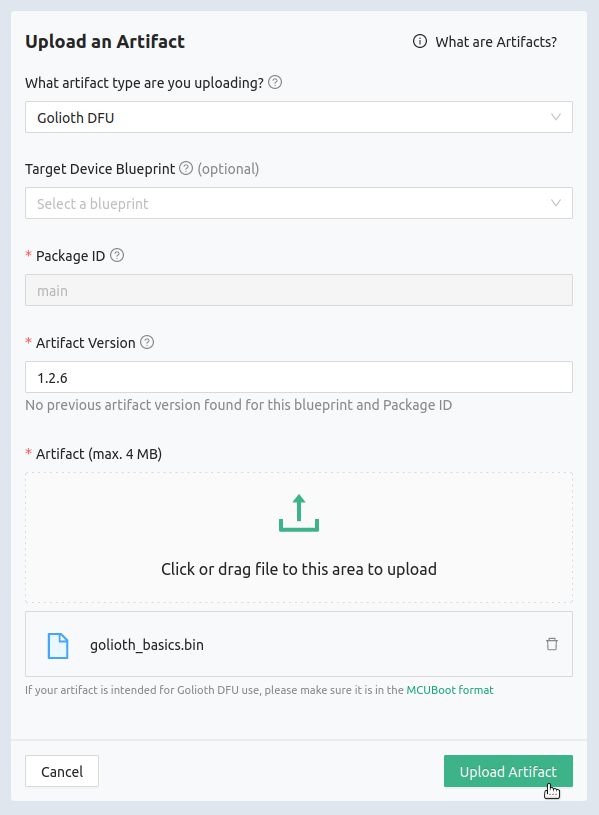 Upload an Artifact
What are Artifacts?
What artifact type are you uploading?
Golioth DFU
Target Device Blueprint (optional)
Select a blueprint
* Package ID
main
* Artifact Version
1.2.6
No previous artifact version found for this blueprint and Package ID
* Artifact (max. 4 MB)
Click or drag file to this area to upload
golioth_basics.bin
If your artifact is intended for Golioth DFU use, please make sure it is in the MCUBoot format
Cancel
Upload Artifact